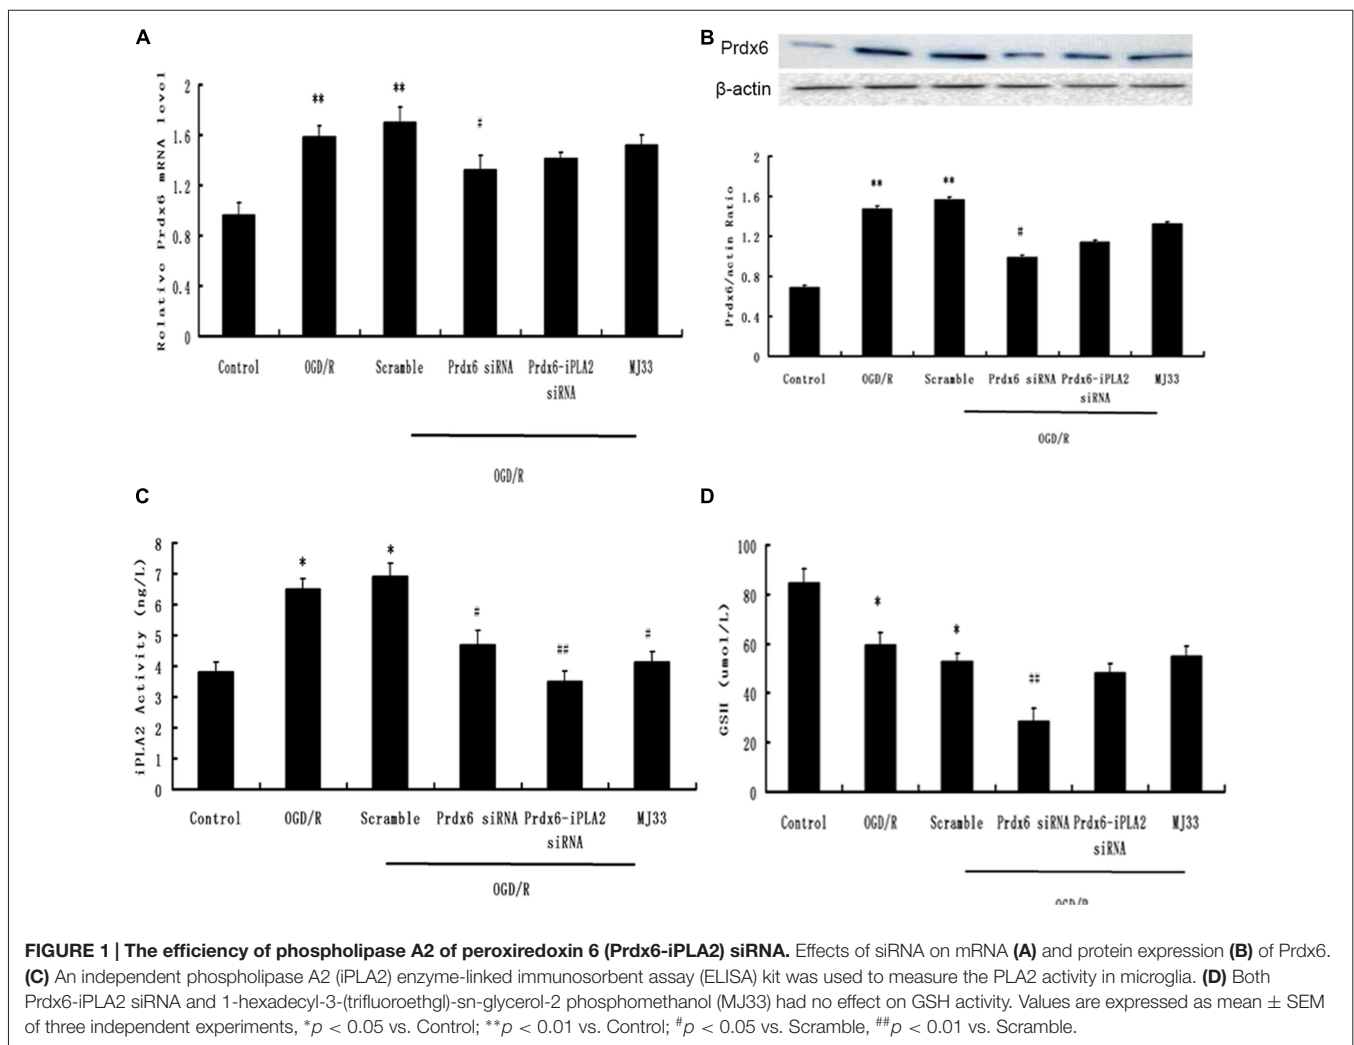 A
Relative Prdx6 mRNA level
2
1.6
1.2
0.8
0.4
0
** ** #
Control OGD/R Scramble Prdx6 siRNA Prdx6-iPLA2 siRNA MJ33
OGD/R
B
Prdx6
β-actin
Prdx6/actin Ratio
2
1.6
1.2
0.8
0.4
0
** ** #
Control OGD/R Scramble Prdx6 siRNA Prdx6-iPLA2 siRNA MJ33
OGD/R
C
iPLA2 Activity (ng/L)
8
7
6
5
4
3
2
1
0
* * # ## #
Control OGD/R Scramble Prdx6 siRNA Prdx6-iPLA2 siRNA MJ33
OGD/R
D
GSH (umol/L)
100
80
60
40
20
0
* * ##
Control OGD/R Scramble Prdx6 siRNA Prdx6-iPLA2 siRNA MJ33
OGD/R
FIGURE 1 | The efficiency of phospholipase A2 of peroxiredoxin 6 (Prdx6-iPLA2) siRNA. Effects of siRNA on mRNA (A) and protein expression (B) of Prdx6.
(C) An independent phospholipase A2 (iPLA2) enzyme-linked immunosorbent assay (ELISA) kit was used to measure the PLA2 activity in microglia. (D) Both
Prdx6-iPLA2 siRNA and 1-hexadecyl-3-(trifluoroethgl)-sn-glycerol-2 phosphomethanol (MJ33) had no effect on GSH activity. Values are expressed as mean ± SEM
of three independent experiments, *p < 0.05 vs. Control; **p < 0.01 vs. Control; #p < 0.05 vs. Scramble, ##p < 0.01 vs. Scramble.